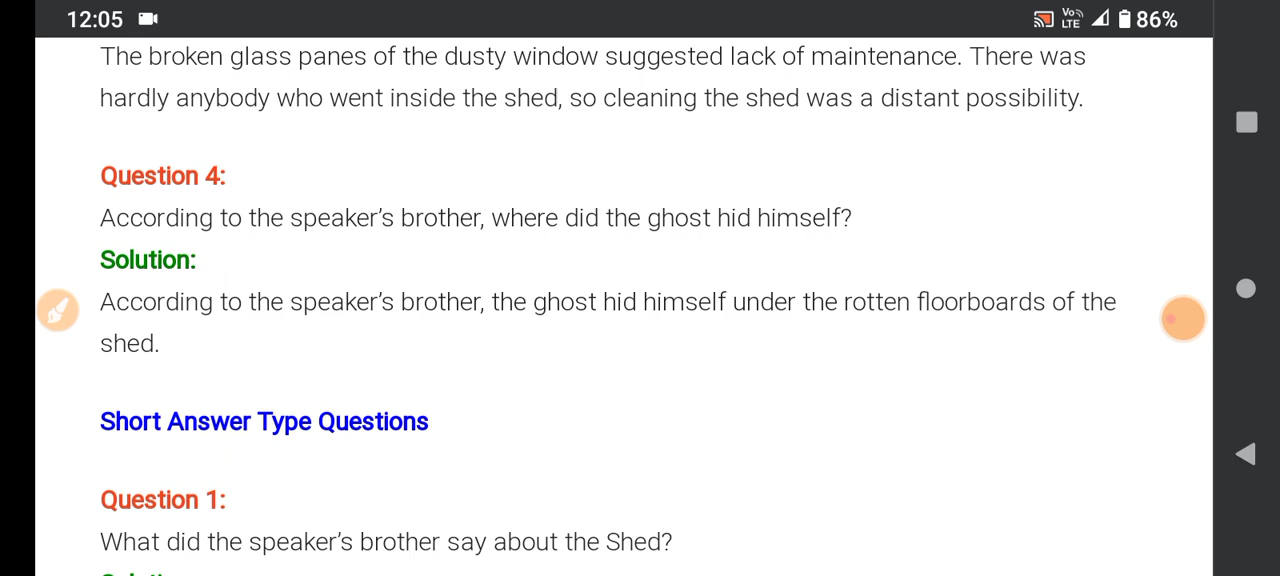 12:05
Vo LTE 86%
The broken glass panes of the dusty window suggested lack of maintenance. There was
hardly anybody who went inside the shed, so cleaning the shed was a distant possibility.
Question 4:
According to the speaker’s brother, where did the ghost hid himself?
Solution:
According to the speaker’s brother, the ghost hid himself under the rotten floorboards of the
shed.
Short Answer Type Questions
Question 1:
What did the speaker’s brother say about the Shed?